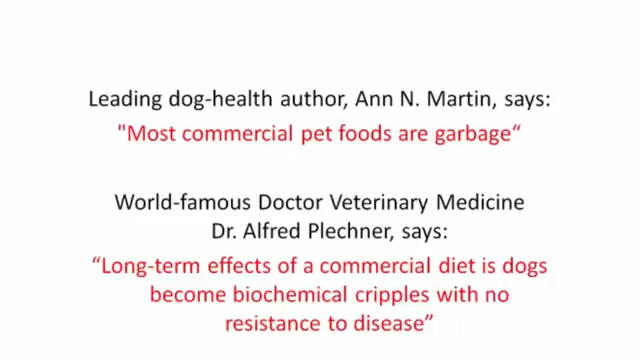 Leading dog-health author, Ann N. Martin, says:
"Most commercial pet foods are garbage“
World-famous Doctor Veterinary Medicine
Dr. Alfred Plechner, says:
“Long-term effects of a commercial diet is dogs
become biochemical cripples with no
resistance to disease”